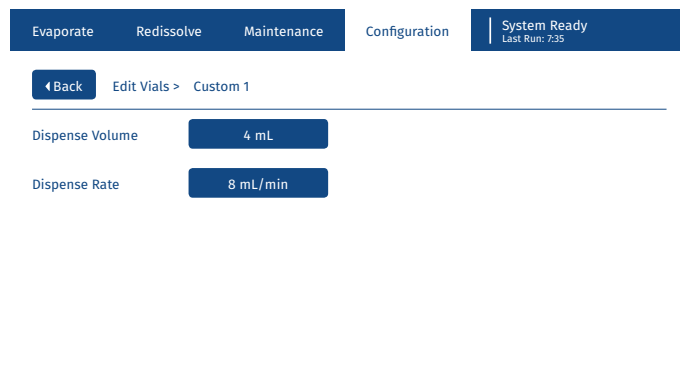 Evaporate Redissolve Maintenance Configuration System Ready
Last Run: 7:35
Back Edit Vials > Custom 1
Dispense Volume 4 mL
Dispense Rate 8 mL/min